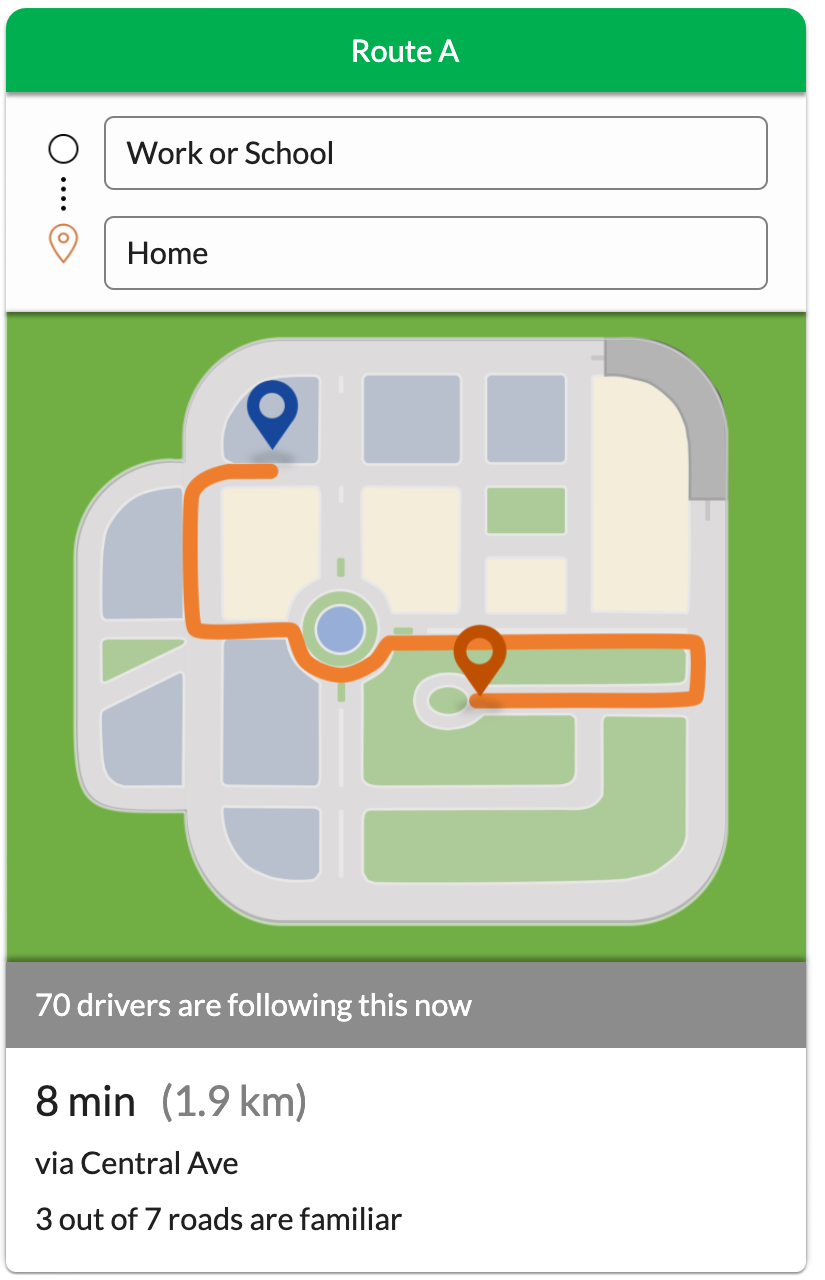 Route A
Work or School
Home
70 drivers are following this now
8 min (1.9 km)
via Central Ave
3 out of 7 roads are familiar